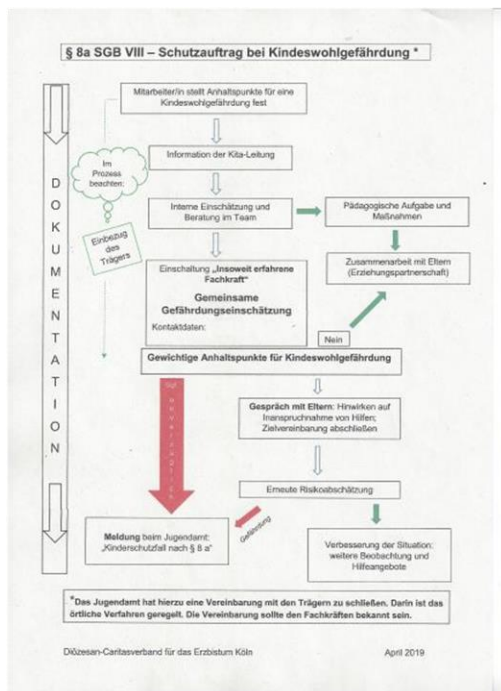 § 8a SGB VIII – Schutzauftrag bei Kindeswohlgefährdung *
Mitarbeiter/in stellt Anhaltspunkte für eine
Kindeswohlgefährdung fest
Im
Prozess
beachten:
Information der Kita-Leitung
DOKUMENTATION
Interne Einschätzung und
Beratung im Team
Pädagogische Aufgabe und
Maßnahmen
Einbezug
des
Trägers
Zusammenarbeit mit Eltern
(Erziehungspartnerschaft)
Einschaltung „Insoweit erfahrene
Fachkraft"
Gemeinsame
Gefährdungseinschätzung
Kontaktdaten:
Nein
Gewichtige Anhaltspunkte für Kindeswohlgefährdung
Gespräch mit Eltern: Hinwirken auf
Inanspruchnahme von Hilfen;
Zielvereinbarung abschließen
Erneute Risikoabschätzung
Gefährdung
Meldung beim Jugendamt:
„Kinderschutzfall nach § 8 a"
Verbesserung der Situation:
weitere Beobachtung und
Hilfeangebote
*Das Jugendamt hat hierzu eine Vereinbarung mit den Trägern zu schließen. Darin ist das
örtliche Verfahren geregelt. Die Vereinbarung sollte den Fachkräften bekannt sein.
Diözesan-Caritasverband für das Erzbistum Köln
April 2019